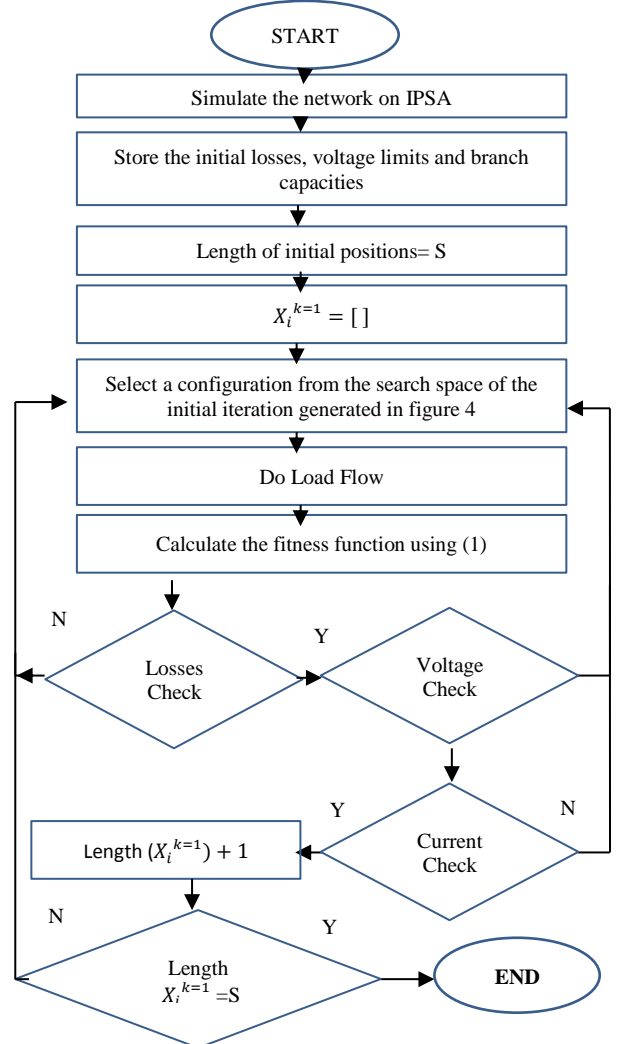 START
Simulate the network on IPSA
Store the initial losses, voltage limits and branch
capacities
Length of initial positions= S
X_i^{k=1} = [ ]
Select a configuration from the search space of the
initial iteration generated in figure 4
Do Load Flow
Calculate the fitness function using (1)
N
Y
Losses
Check
Voltage
Check
Y
N
Length (X_i^{k=1}) + 1
Current
Check
N
Y
Length
X_i^{k=1} =S
END